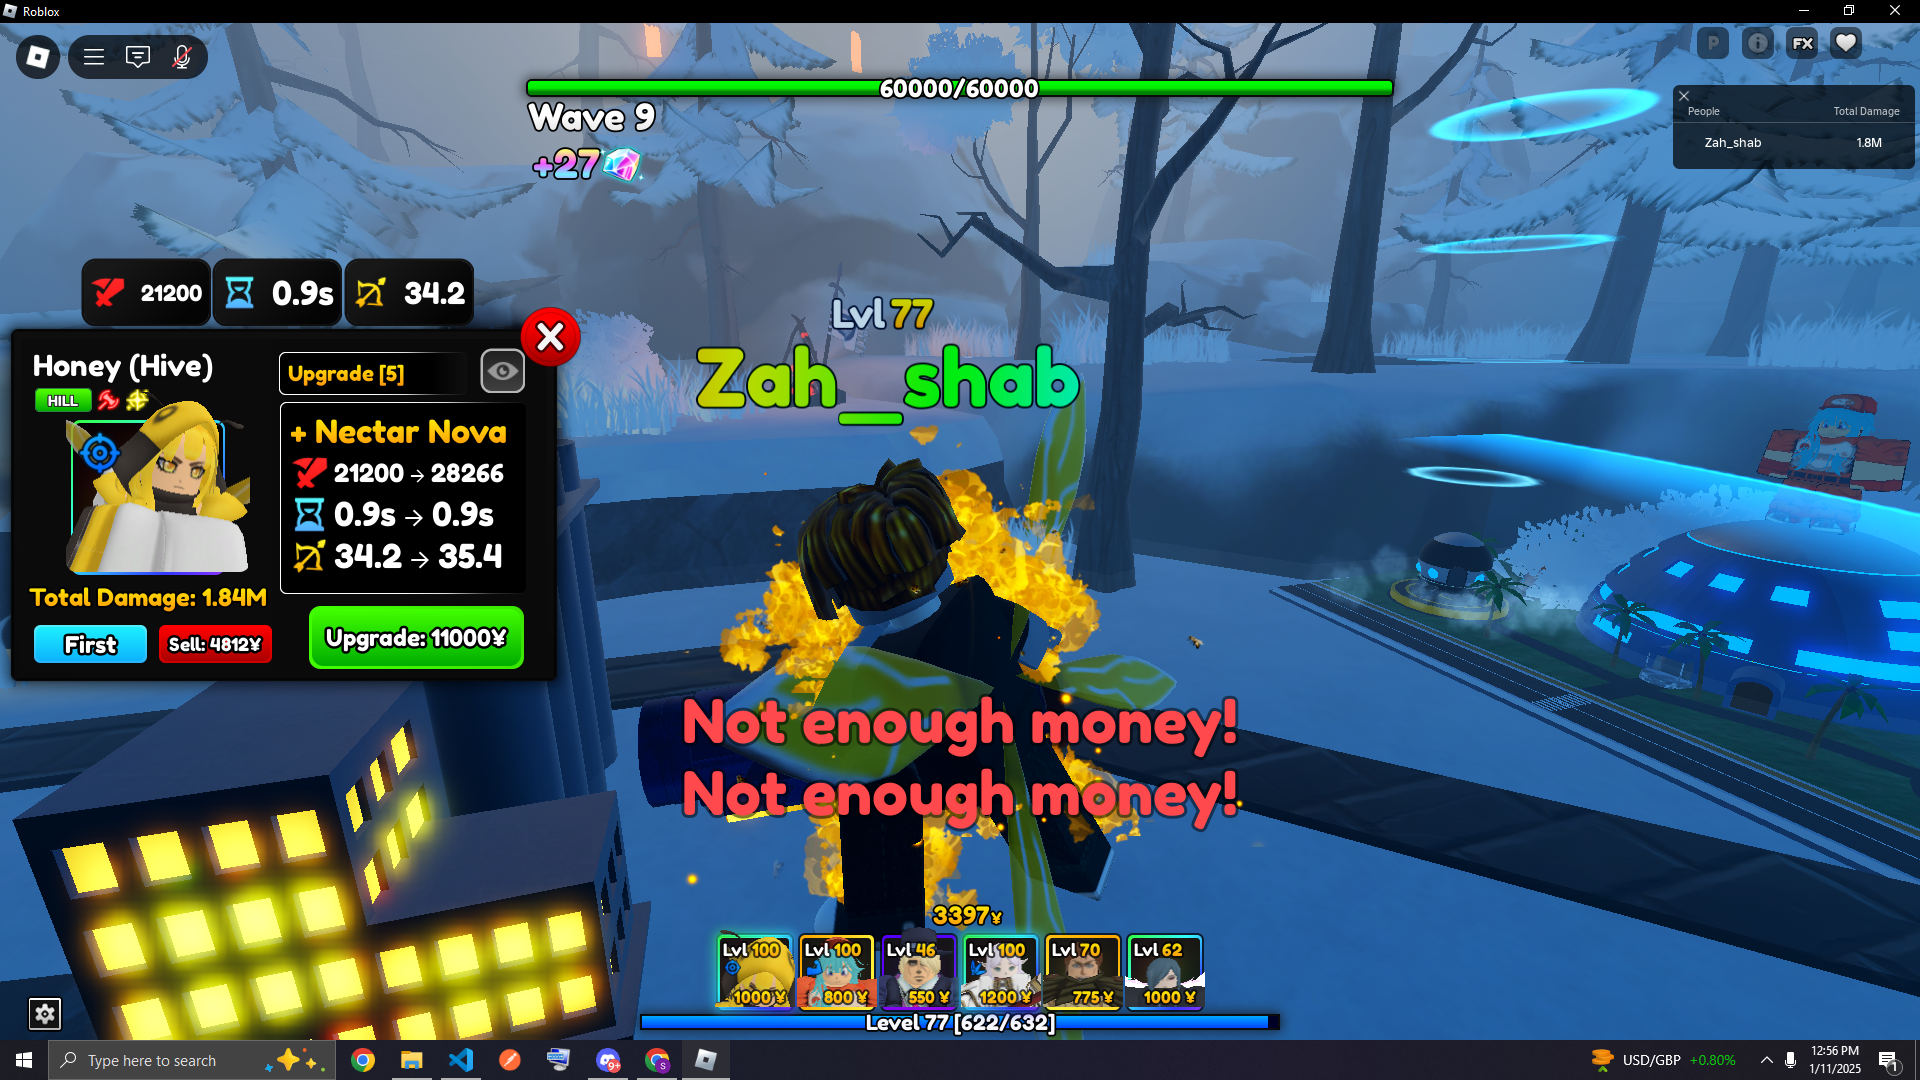 Roblox
P
FX
60000/60000
Wave 9
+27
People Total Damage
Zah_shab 1.8M
21200
0.9s
34.2
Lvl 77
Zah_shab
Honey (Hive)
HILL
Upgrade [5]
+ Nectar Nova
21200 → 28266
0.9s → 0.9s
34.2 → 35.4
Total Damage: 1.84M
First
Sell: 4812¥
Upgrade: 11000¥
Not enough money!
Not enough money!
3397¥
Lvl 100
1000 ¥
Lvl 100
800 ¥
Lvl 46
550 ¥
Lvl 100
1200 ¥
Lvl 70
775 ¥
Lvl 62
1000 ¥
Level 77 [622/632]
Type here to search
9+
S
USD/GBP +0.80%
12:56 PM
1/11/2025
1